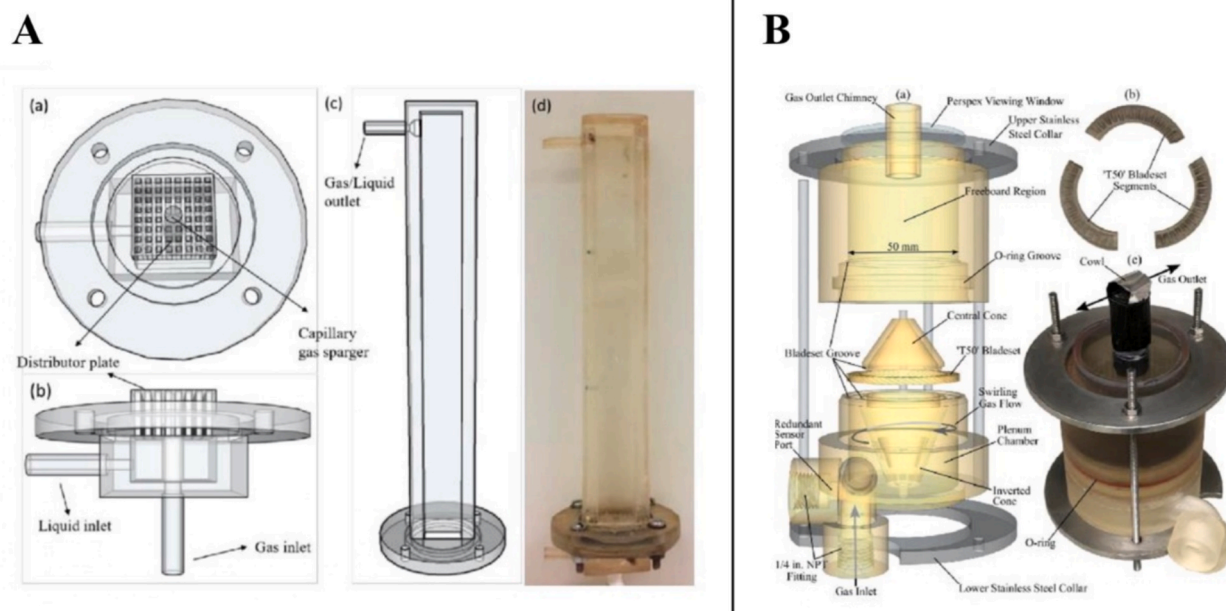 A
(a)
Distributor plate
Capillary
gas sparger
(b)
Liquid inlet
Gas inlet
(c)
Gas/Liquid
outlet
(d)
B
(a)
Gas Outlet Chimney
Perspex Viewing Window
Upper Stainless
Steel Collar
Freeboard Region
50 mm
O-ring Groove
Central Cone
Bladeset Groove
'T50' Bladeset
Swirling
Gas Flow
Redundant
Sensor
Port
Plenum
Chamber
Inverted
Cone
1/4 in. NPT
Fitting
Gas Inlet
Lower Stainless Steel Collar
(b)
'T50' Bladeset
Segments
Cowl
(c)
Gas Outlet
O-ring